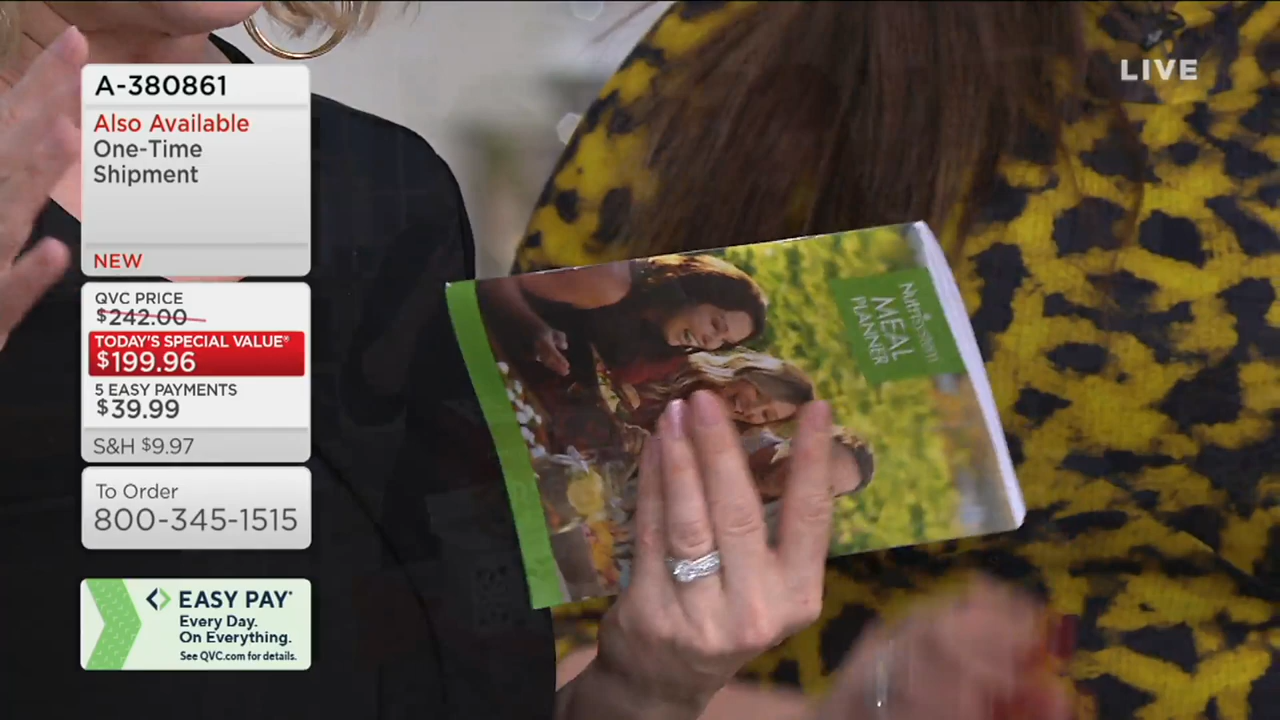 A-380861
Also Available
One-Time
Shipment
NEW
QVC PRICE
$242.00
TODAY'S SPECIAL VALUE®
$199.96
5 EASY PAYMENTS
$39.99
S&H $9.97
To Order
800-345-1515
<> EASY PAY*
Every Day.
On Everything.
See QVC.com for details.
LIVE
Nutrisystem
MEAL
PLANNER